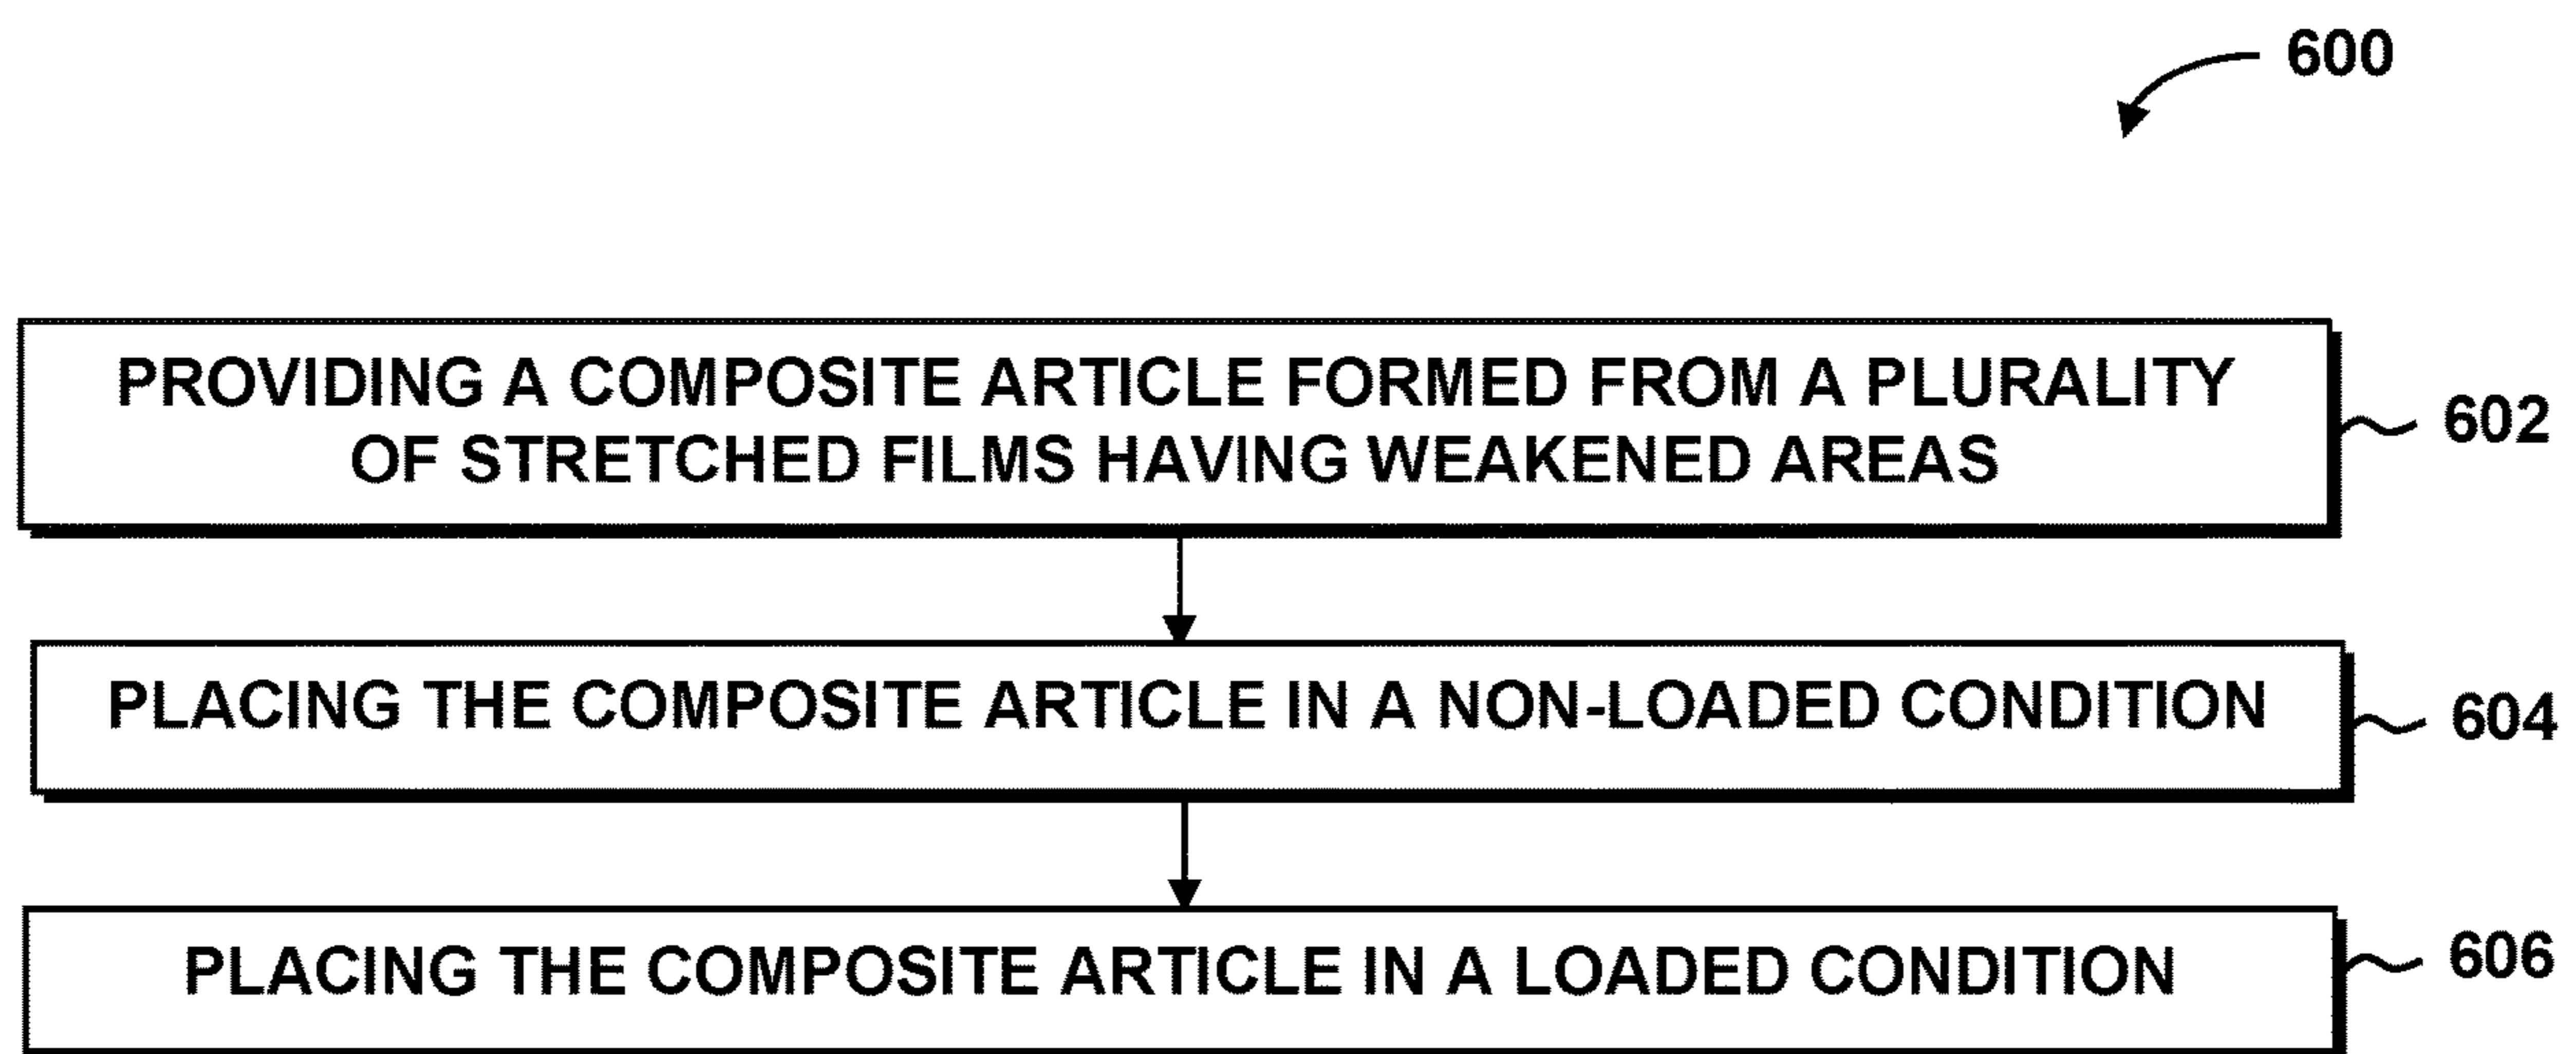 600
PROVIDING A COMPOSITE ARTICLE FORMED FROM A PLURALITY
OF STRETCHED FILMS HAVING WEAKENED AREAS
602
PLACING THE COMPOSITE ARTICLE IN A NON-LOADED CONDITION
604
PLACING THE COMPOSITE ARTICLE IN A LOADED CONDITION
606